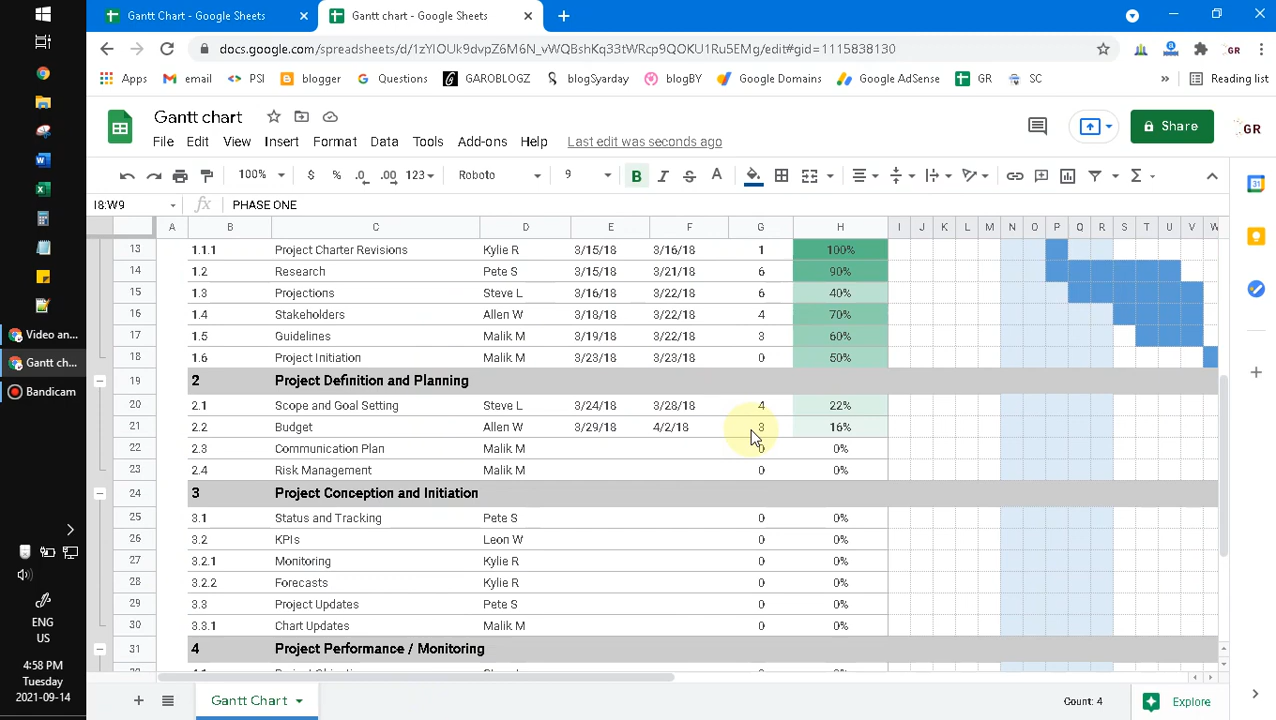 Gantt Chart - Google Sheets
Gantt chart - Google Sheets
docs.google.com/spreadsheets/d/1zYlOUk9dvpZ6M6N_vWQBshKq33tWRcp9QOKU1Ru5EMg/edit#gid=1115838130
GR
Apps email PSI blogger Questions GAROBLOGZ blogSyarday blogBY Google Domains Google AdSense GR SC » Reading list
Gantt chart
File Edit View Insert Format Data Tools Add-ons Help Last edit was seconds ago
Share
GR
100% $ % .0 .00 123 Roboto 9 B I S A
I8:W9 fx PHASE ONE
A B C D E F G H I J K L M N O P Q R S T U V W
13 1.1.1 Project Charter Revisions Kylie R 3/15/18 3/16/18 1 100%
14 1.2 Research Pete S 3/15/18 3/21/18 6 90%
15 1.3 Projections Steve L 3/16/18 3/22/18 6 40%
16 1.4 Stakeholders Allen W 3/18/18 3/22/18 4 70%
17 1.5 Guidelines Malik M 3/19/18 3/22/18 3 60%
18 1.6 Project Initiation Malik M 3/23/18 3/23/18 0 50%
19 2 Project Definition and Planning
20 2.1 Scope and Goal Setting Steve L 3/24/18 3/28/18 4 22%
21 2.2 Budget Allen W 3/29/18 4/2/18 3 16%
22 2.3 Communication Plan Malik M 0 0%
23 2.4 Risk Management Malik M 0 0%
24 3 Project Conception and Initiation
25 3.1 Status and Tracking Pete S 0 0%
26 3.2 KPIs Leon W 0 0%
27 3.2.1 Monitoring Kylie R 0 0%
28 3.2.2 Forecasts Kylie R 0 0%
29 3.3 Project Updates Pete S 0 0%
30 3.3.1 Chart Updates Malik M 0 0%
31 4 Project Performance / Monitoring
Gantt Chart
Count: 4
Explore
Video an...
Gantt ch...
Bandicam
ENG
US
4:58 PM
Tuesday
2021-09-14